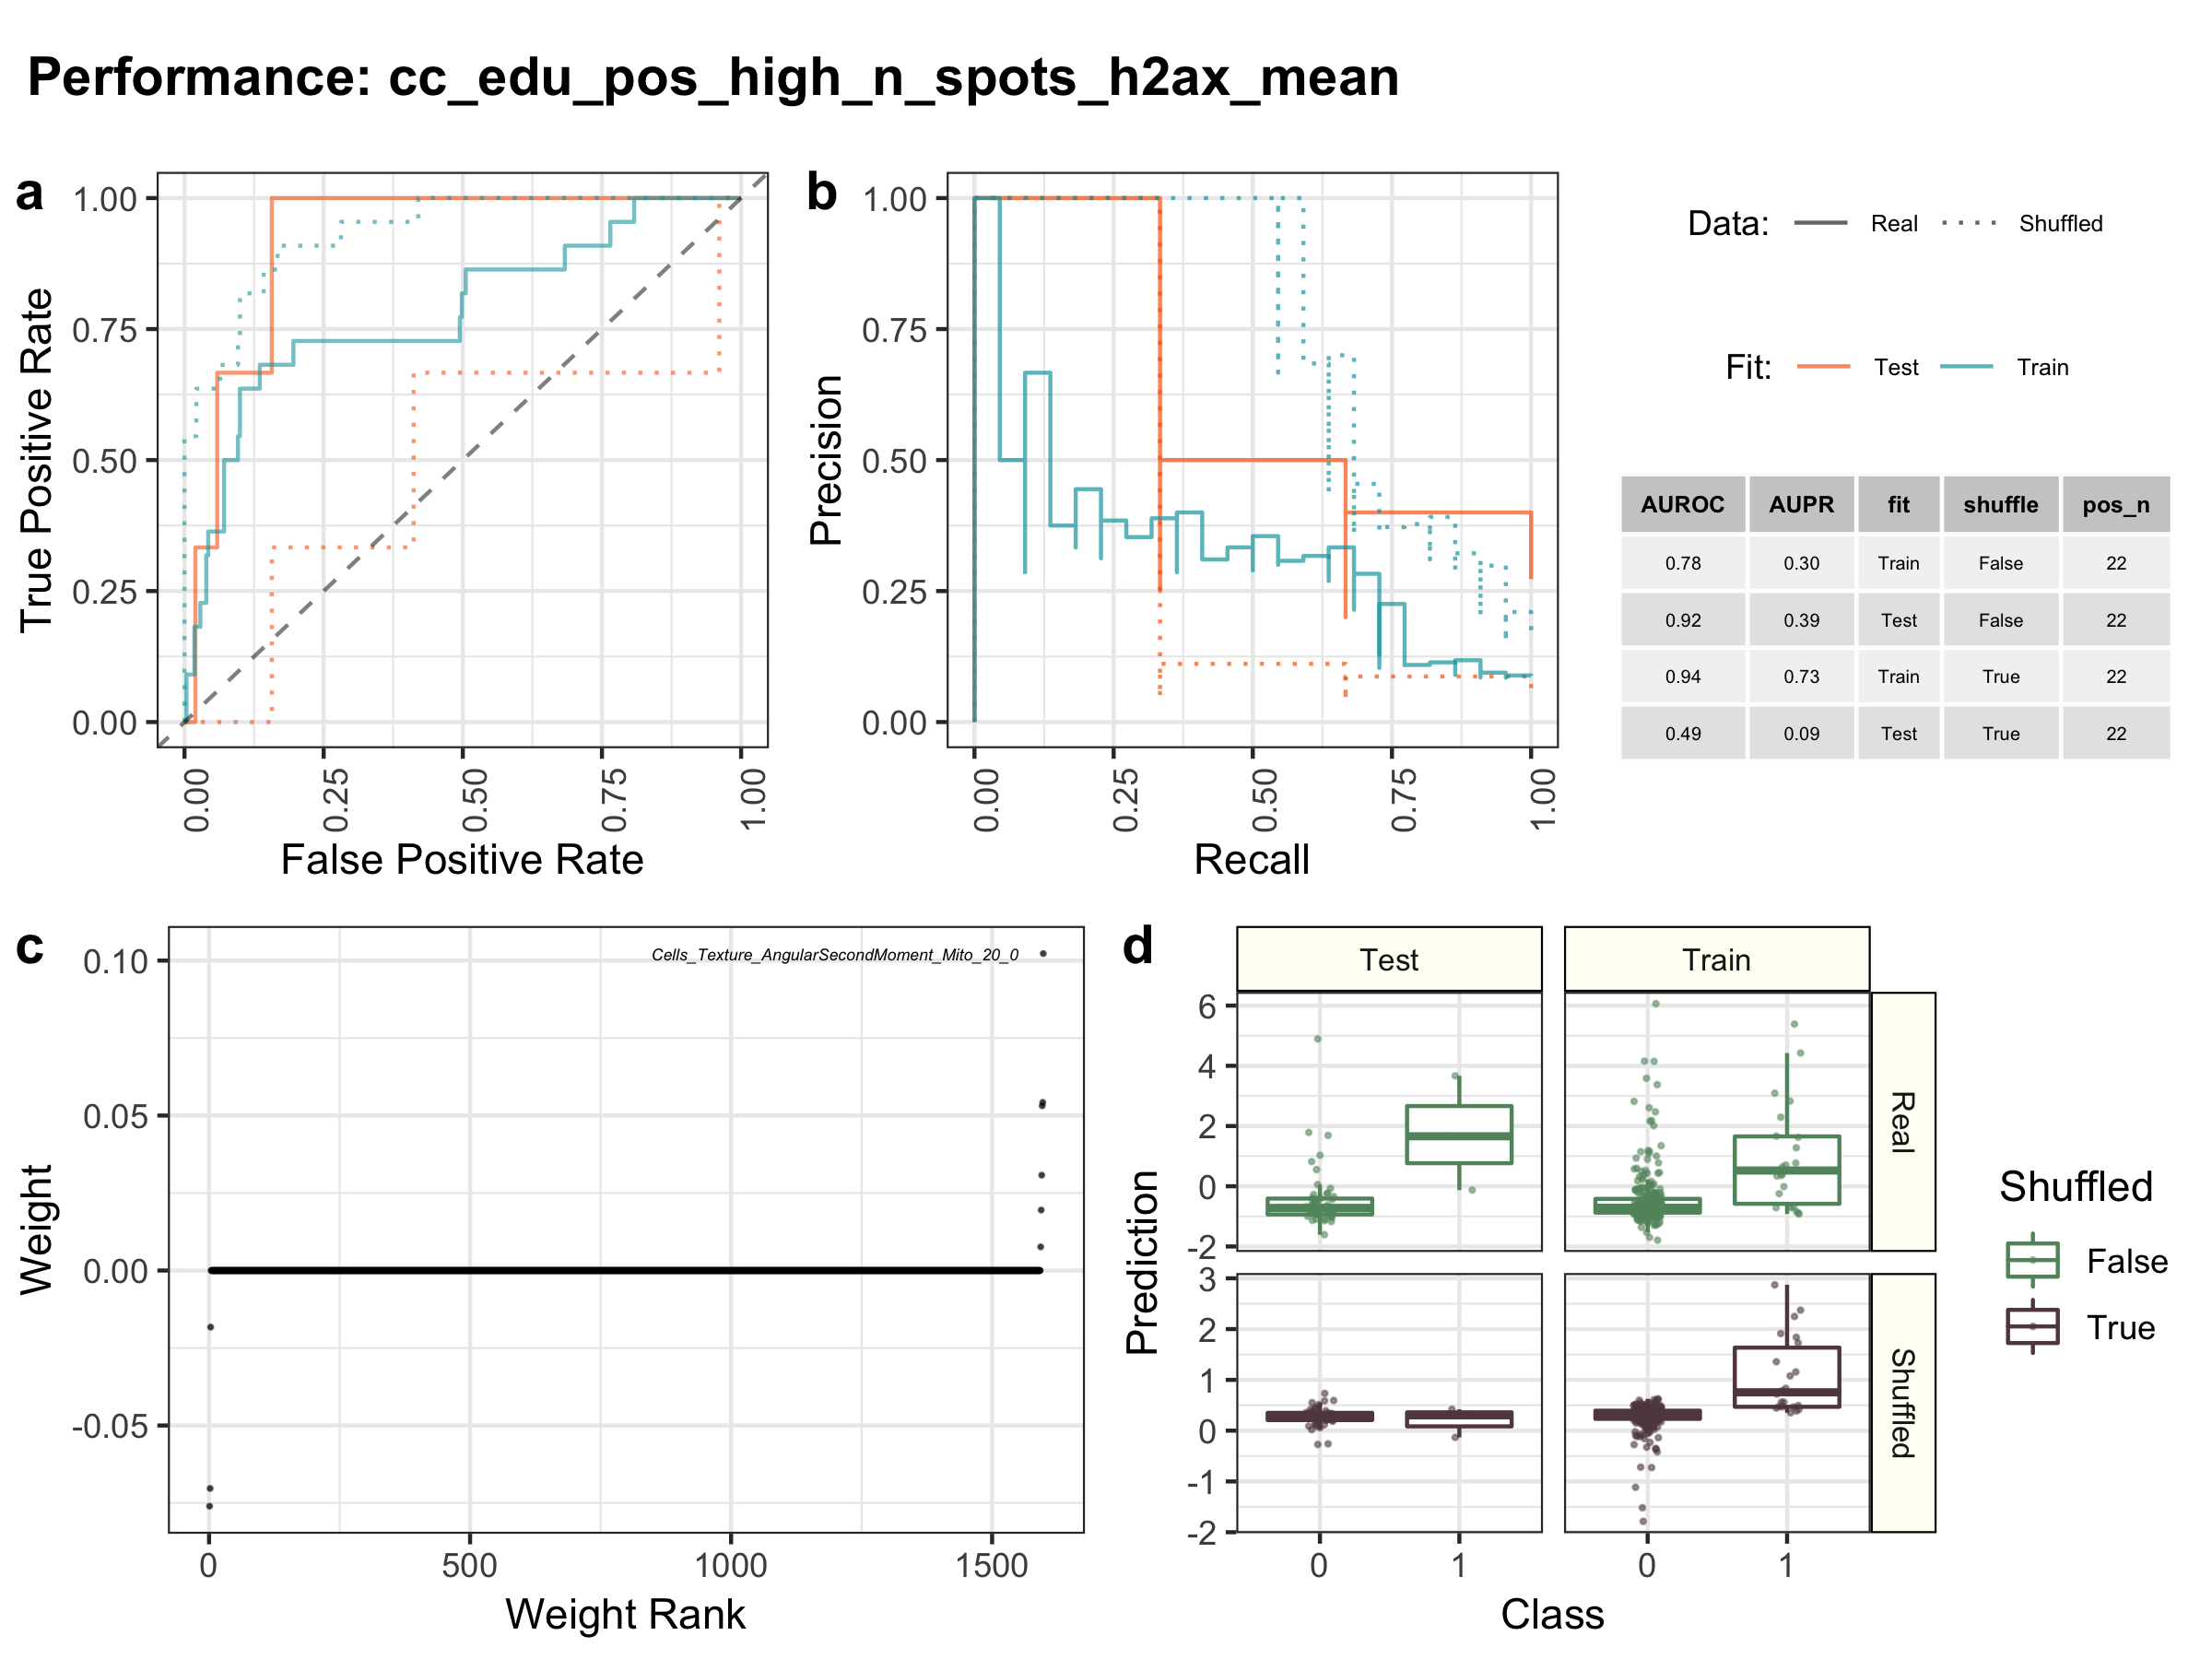 Performance: cc_edu_pos_high_n_spots_h2ax_mean
a
True Positive Rate
1.00
0.75
0.50
0.25
0.00
0.00 0.25 0.50 0.75 1.00
False Positive Rate
b
Precision
1.00
0.75
0.50
0.25
0.00
0.00 0.25 0.50 0.75 1.00
Recall
Data: Real Shuffled
Fit: Test Train
AUROC AUPR fit shuffle pos_n
0.78 0.30 Train False 22
0.92 0.39 Test False 22
0.94 0.73 Train True 22
0.49 0.09 Test True 22
c
Weight
0.10
0.05
0.00
-0.05
Cells_Texture_AngularSecondMoment_Mito_20_0
0 500 1000 1500
Weight Rank
d
Test Train
Prediction
6
4
2
0
-2
Real
3
2
1
0
-1
-2
Shuffled
0 1 0 1
Class
Shuffled
False
True